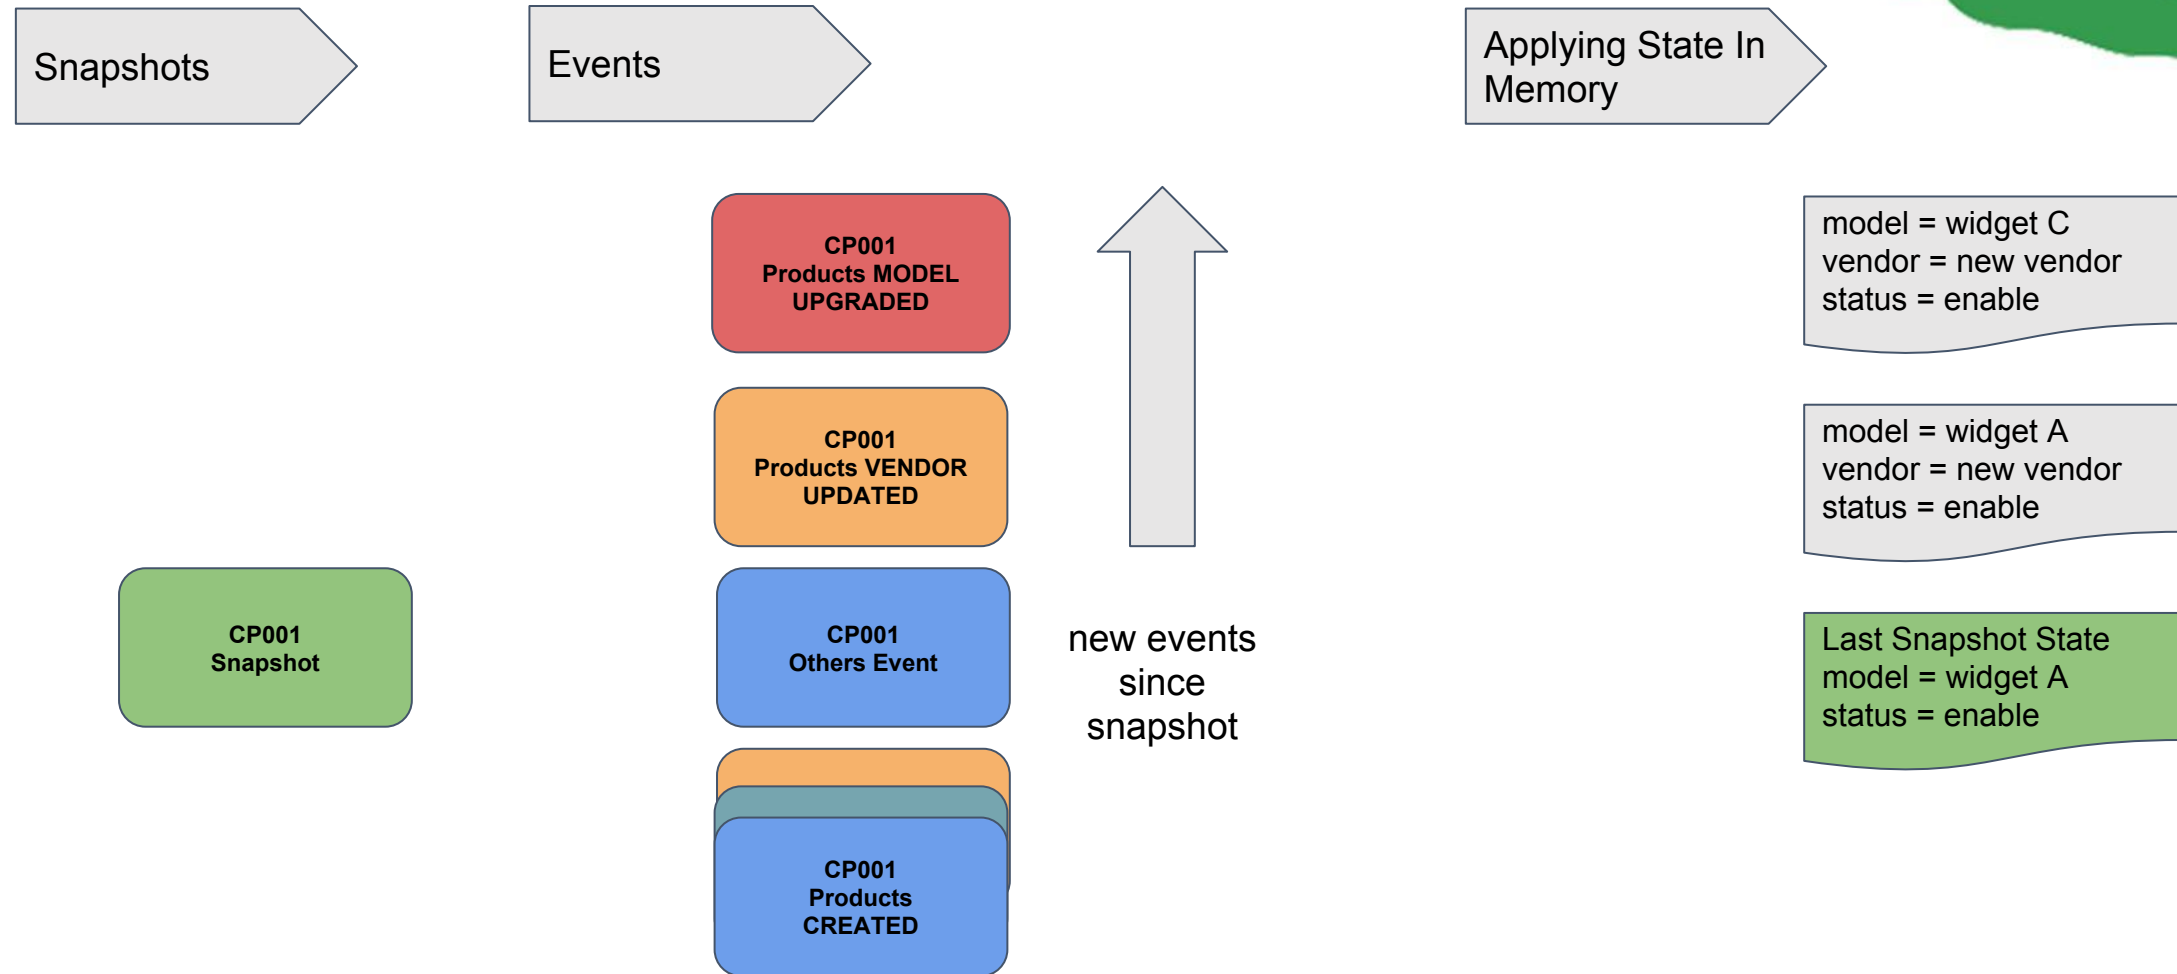 Snapshots
Events
Applying State In
Memory
CP001
Products MODEL
UPGRADED
model = widget C
vendor = new vendor
status = enable
CP001
Products VENDOR
UPDATED
model = widget A
vendor = new vendor
status = enable
CP001
Snapshot
CP001
Others Event
new events
since
snapshot
Last Snapshot State
model = widget A
status = enable
CP001
Products
CREATED